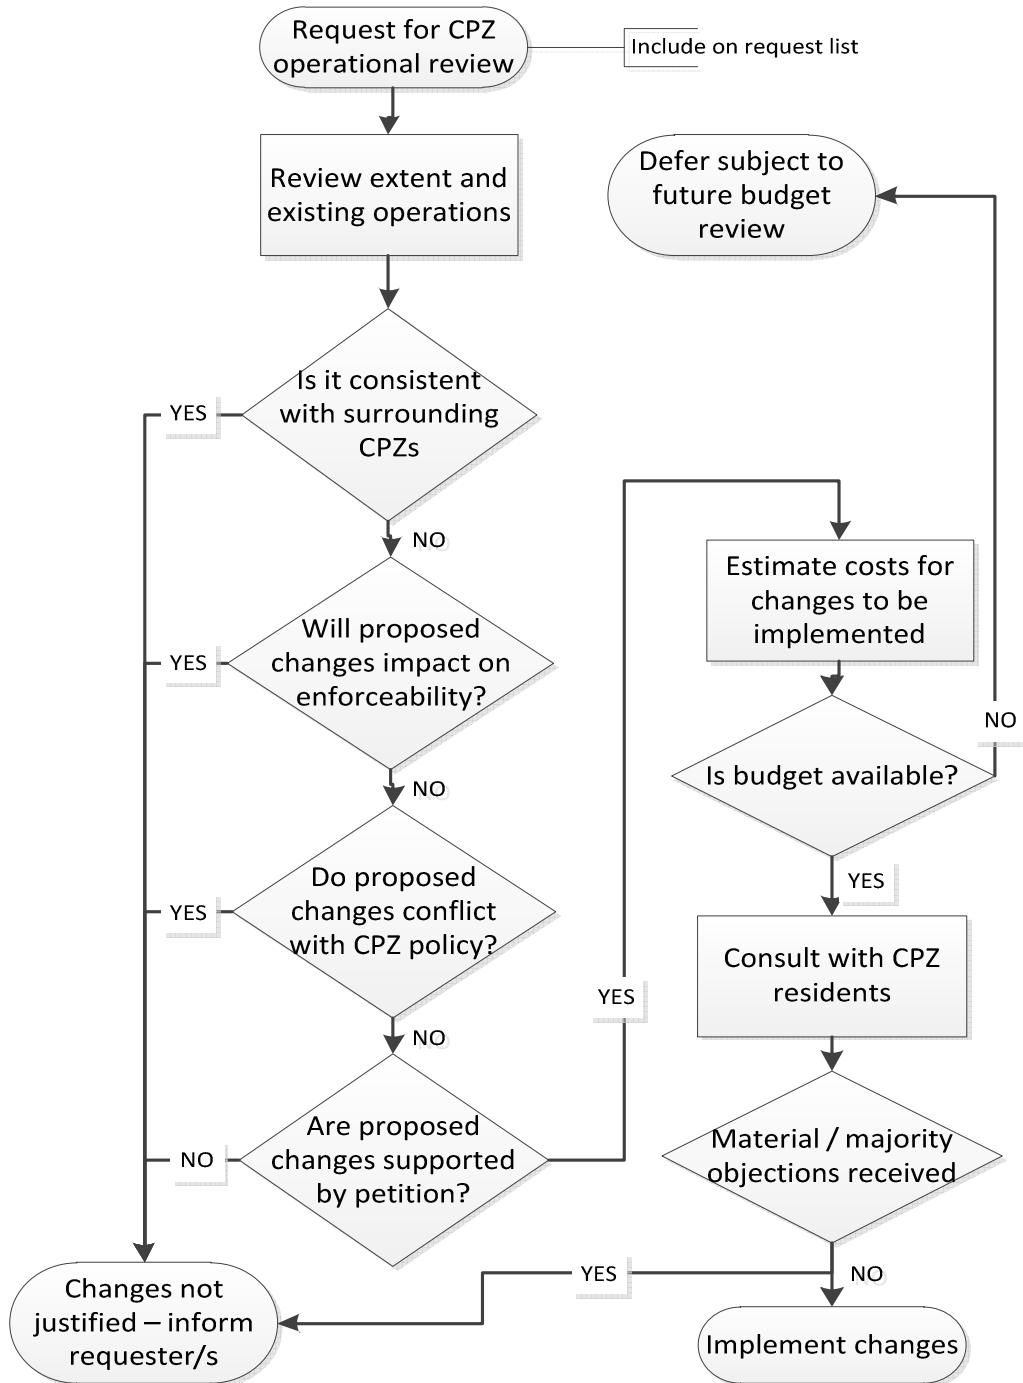 Request for CPZ
operational review
Include on request list
Review extent and
existing operations
Defer subject to
future budget
review
Is it consistent
with surrounding
CPZs
YES
NO
Will proposed
changes impact on
enforceability?
YES
NO
Do proposed
changes conflict
with CPZ policy?
YES
NO
Are proposed
changes supported
by petition?
NO
YES
Changes not
justified – inform
requester/s
Estimate costs for
changes to be
implemented
Is budget available?
NO
YES
Consult with CPZ
residents
Material / majority
objections received
YES
NO
Implement changes